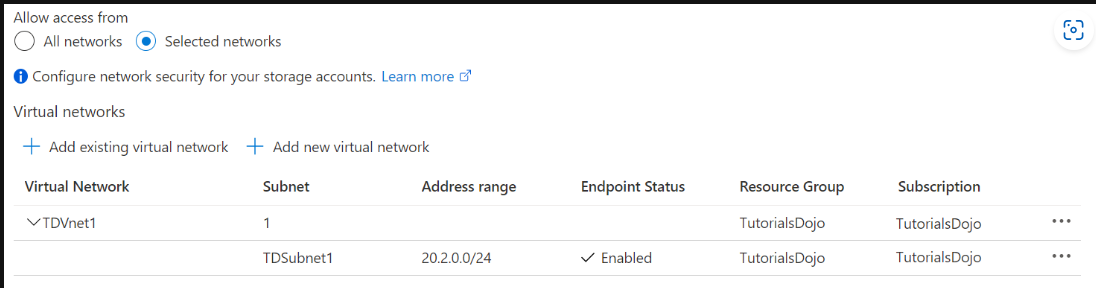 Allow access from
All networks Selected networks
Configure network security for your storage accounts. Learn more
Virtual networks
Add existing virtual network Add new virtual network
Virtual Network Subnet Address range Endpoint Status Resource Group Subscription
TDVnet1 1 TutorialsDojo TutorialsDojo
TDSubnet1 20.2.0.0/24 Enabled TutorialsDojo TutorialsDojo